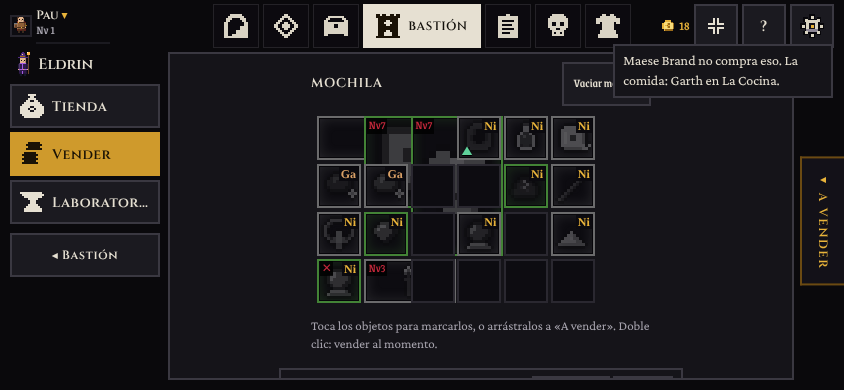 Pau ▾
Nv 1
Bastión
18
?
Eldrin
Maese Brand no compra eso. La
comida: Garth en La Cocina.
Mochila
Tienda
Nv7
Nv7
Ni
Ni
Ni
Vender
Ga
Ga
Ni
Ni
◂ A VENDER
Laborator…
Ni
Ni
Ni
Ni
◂ Bastión
× Ni
Nv3
Toca los objetos para marcarlos, o arrástralos a «A vender». Doble
clic: vender al momento.